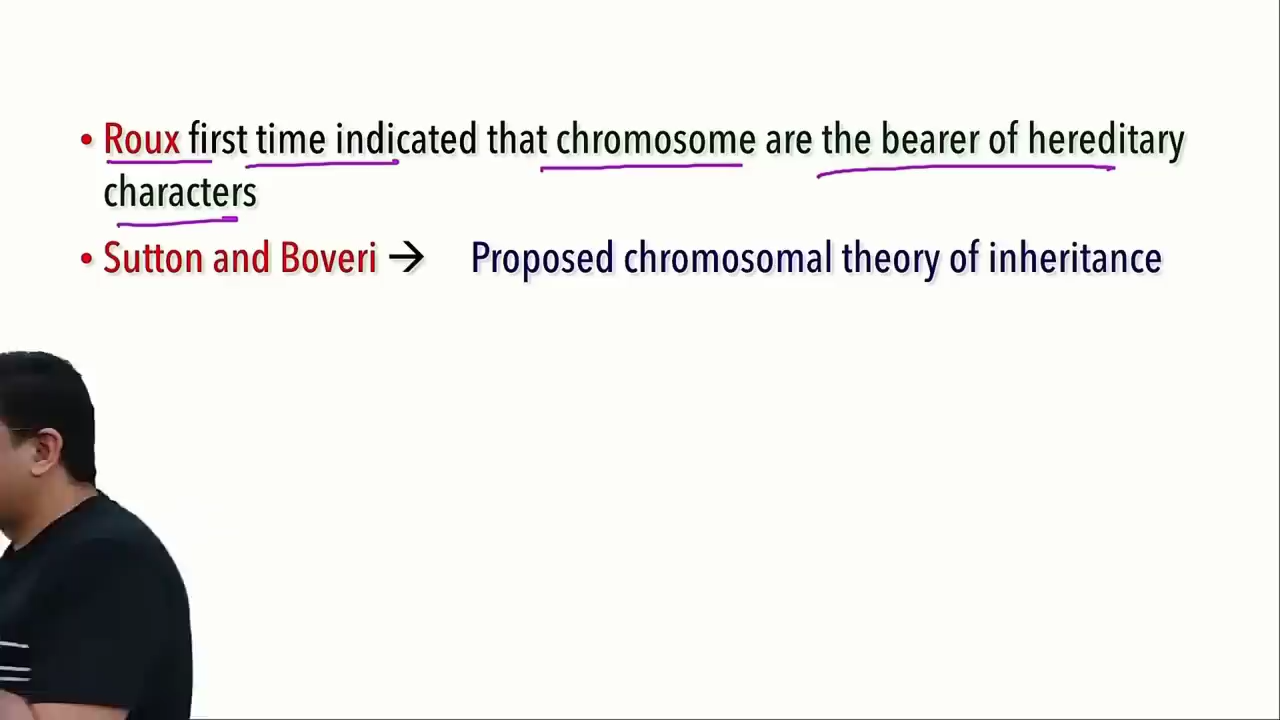 • Roux first time indicated that chromosome are the bearer of hereditary
characters
• Sutton and Boveri → Proposed chromosomal theory of inheritance